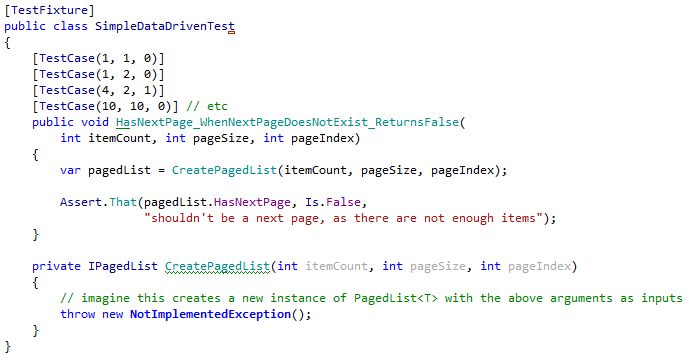 [TestFixture]
public class SimpleDataDrivenTest
{
    [TestCase(1, 1, 0)]
    [TestCase(1, 2, 0)]
    [TestCase(4, 2, 1)]
    [TestCase(10, 10, 0)] // etc
    public void HasNextPage_WhenNextPageDoesNotExist_ReturnsFalse(
        int itemCount, int pageSize, int pageIndex)
    {
        var pagedList = CreatePagedList(itemCount, pageSize, pageIndex);

        Assert.That(pagedList.HasNextPage, Is.False,
                    "shouldn't be a next page, as there are not enough items");
    }

    private IPagedList CreatePagedList(int itemCount, int pageSize, int pageIndex)
    {
        // imagine this creates a new instance of PagedList<T> with the above arguments as inputs
        throw new NotImplementedException();
    }
}